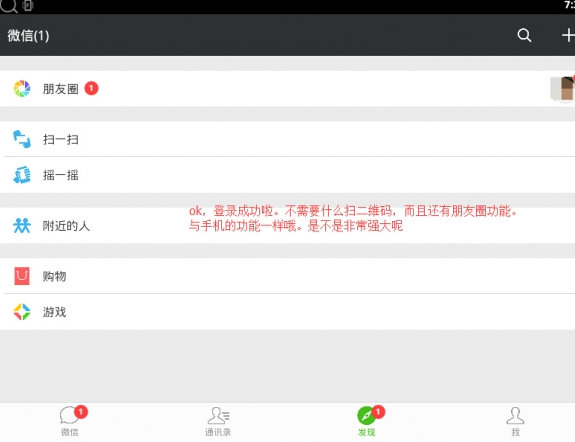 7:
微信(1)
朋友圈 1
扫一扫
摇一摇
ok，登录成功啦。不需要什么扫二维码，而且还有朋友圈功能。
附近的人
与手机的功能一样哦。是不是非常强大呢
购物
游戏
1 1
微信 通讯录 发现 我